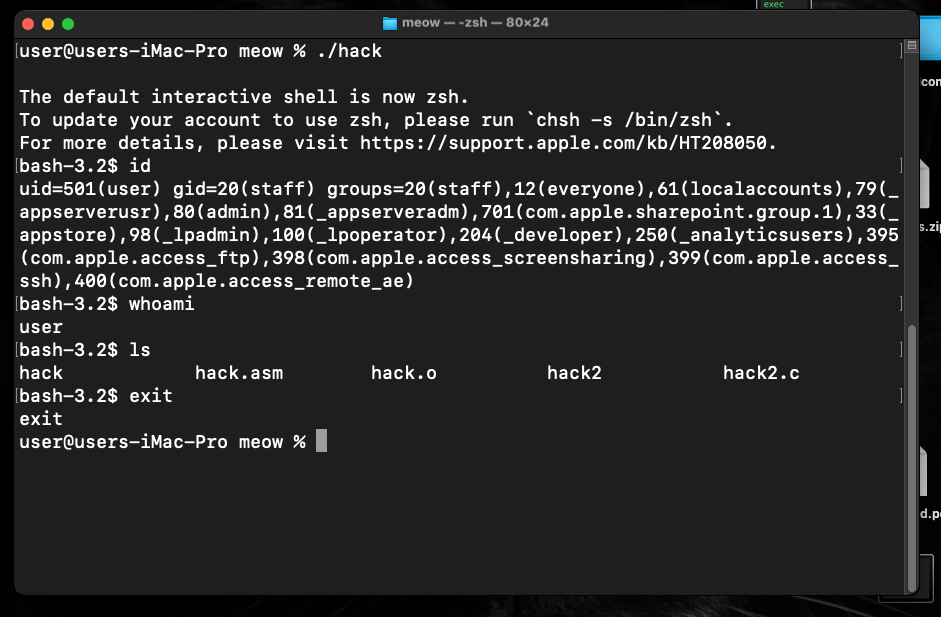 exec
meow — -zsh — 80×24
user@users-iMac-Pro meow % ./hack
The default interactive shell is now zsh.
To update your account to use zsh, please run `chsh -s /bin/zsh`.
For more details, please visit https://support.apple.com/kb/HT208050.
bash-3.2$ id
uid=501(user) gid=20(staff) groups=20(staff),12(everyone),61(localaccounts),79(_
appserverusr),80(admin),81(_appserveradm),701(com.apple.sharepoint.group.1),33(_
appstore),98(_lpadmin),100(_lpoperator),204(_developer),250(_analyticsusers),395
(com.apple.access_ftp),398(com.apple.access_screensharing),399(com.apple.access_
ssh),400(com.apple.access_remote_ae)
bash-3.2$ whoami
user
bash-3.2$ ls
hack hack.asm hack.o hack2 hack2.c
bash-3.2$ exit
exit
user@users-iMac-Pro meow %